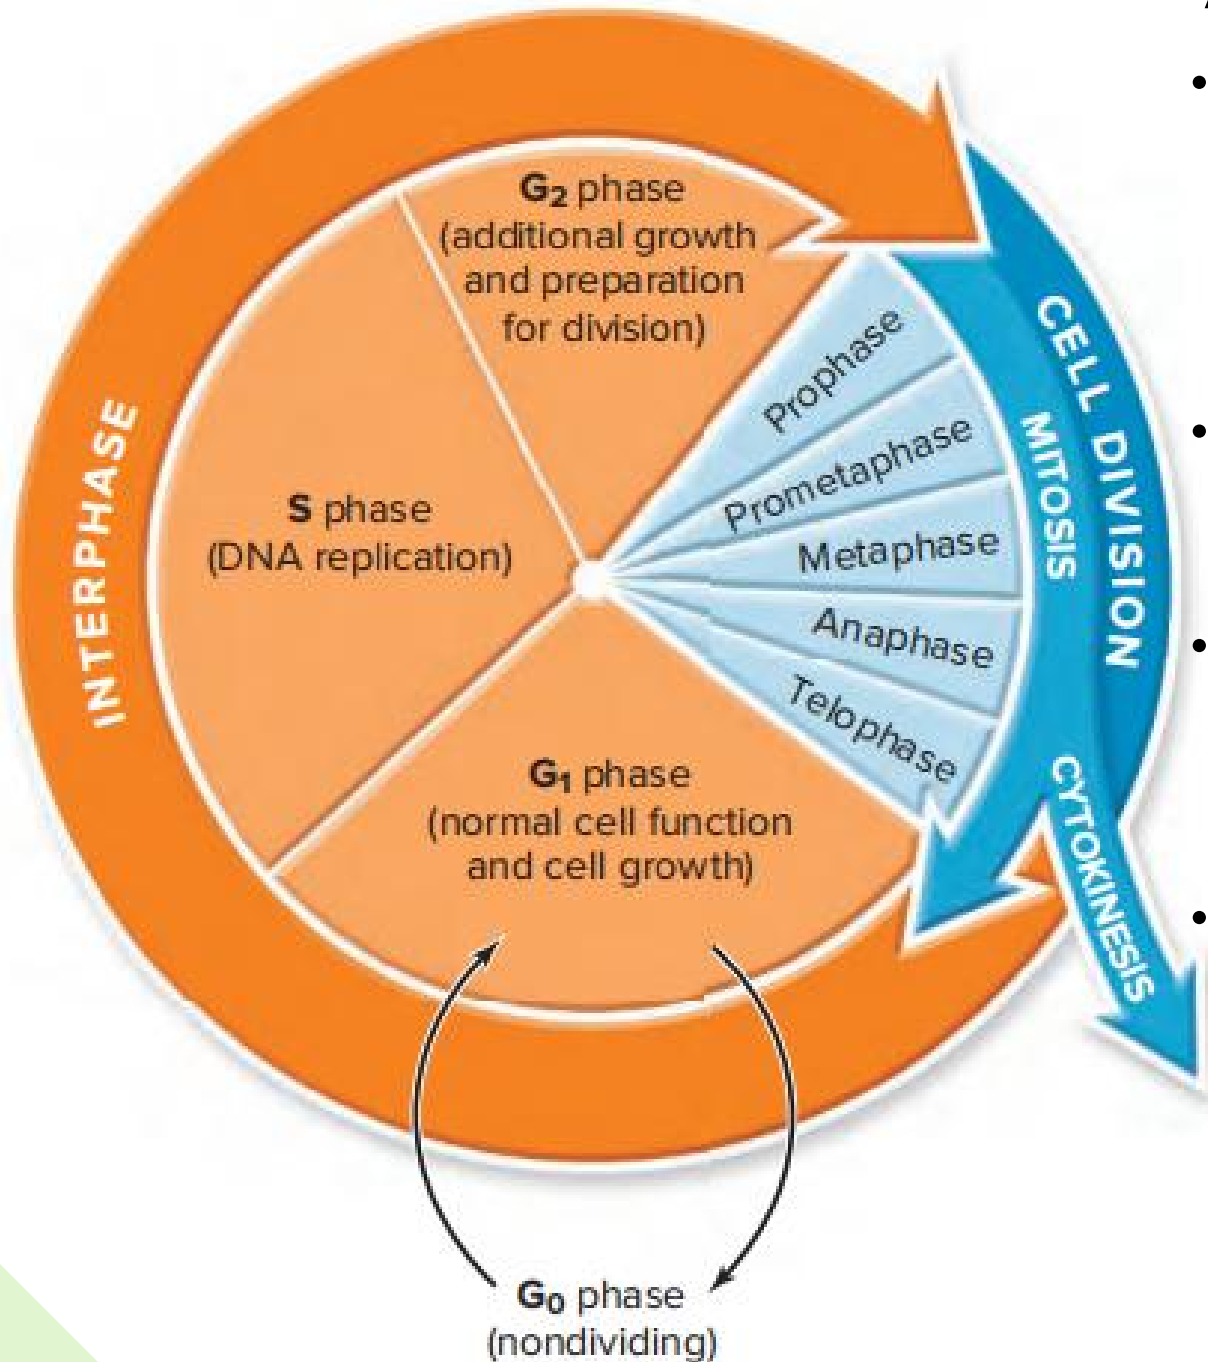 G2 phase
(additional growth
and preparation
for division)
Prophase
Prometaphase
Metaphase
Anaphase
Telophase
CELL DIVISION
MITOSIS
CYTOKINESIS
INTERPHASE
S phase
(DNA replication)
G1 phase
(normal cell function
and cell growth)
G0 phase
(nondividing)